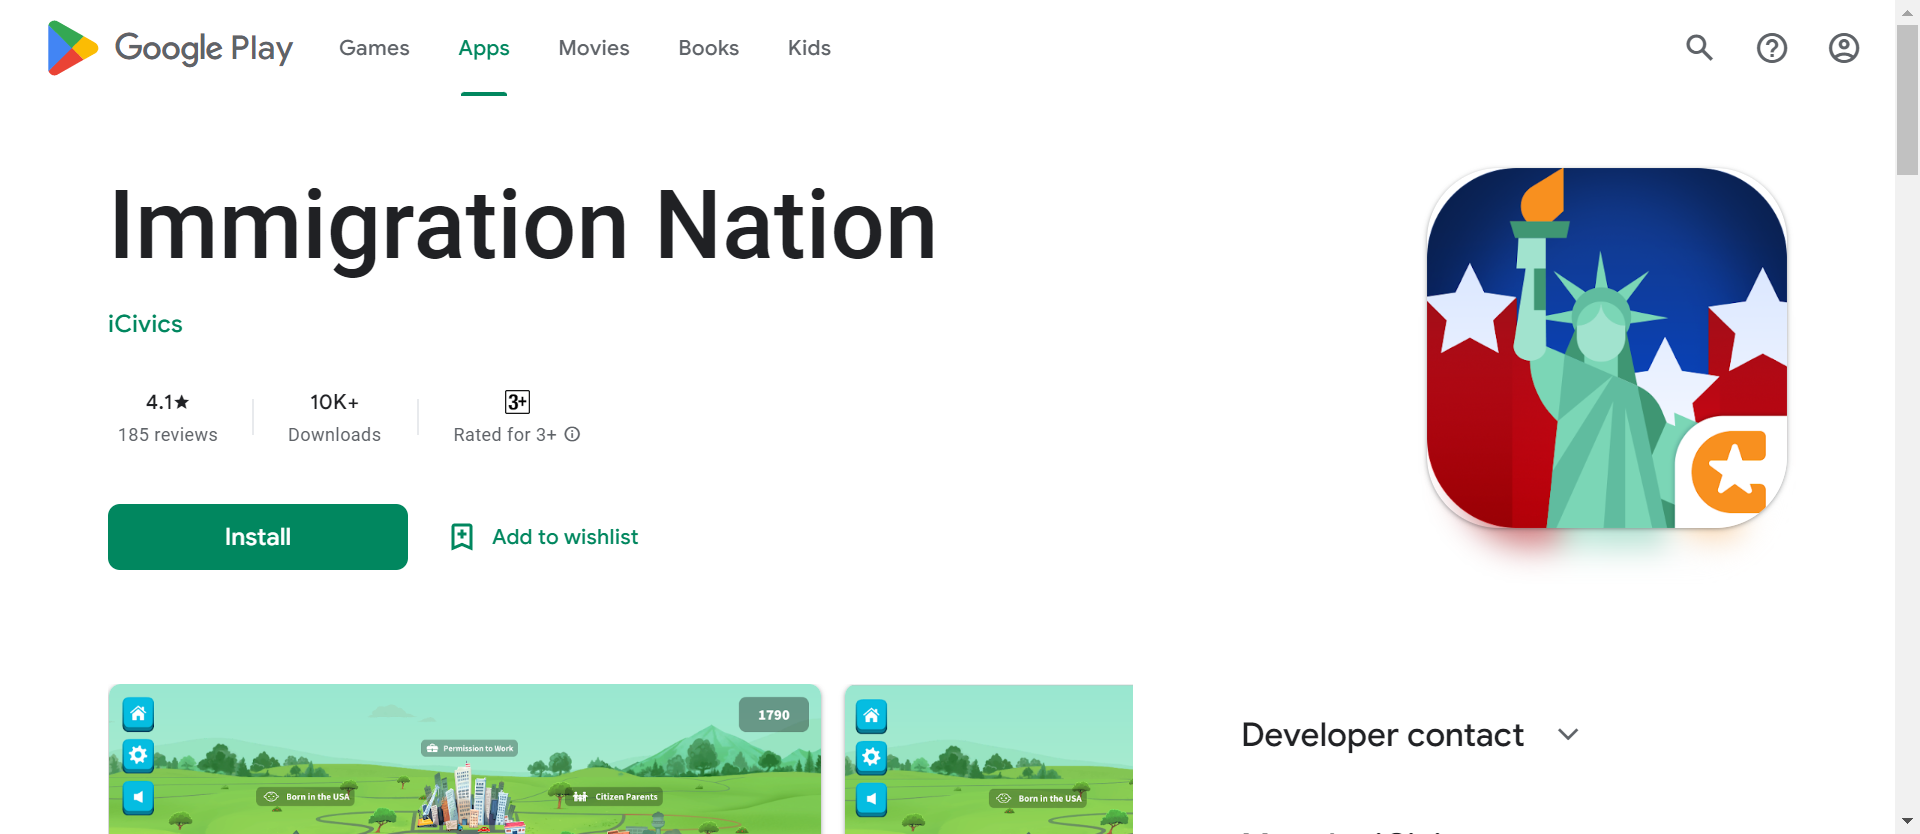 Google Play
Games
Apps
Movies
Books
Kids
Immigration Nation
iCivics
4.1★
185 reviews
10K+
Downloads
3+
Rated for 3+
Install
Add to wishlist
1790
Permission to Work
Born in the USA
Citizen Parents
Born in the USA
Developer contact